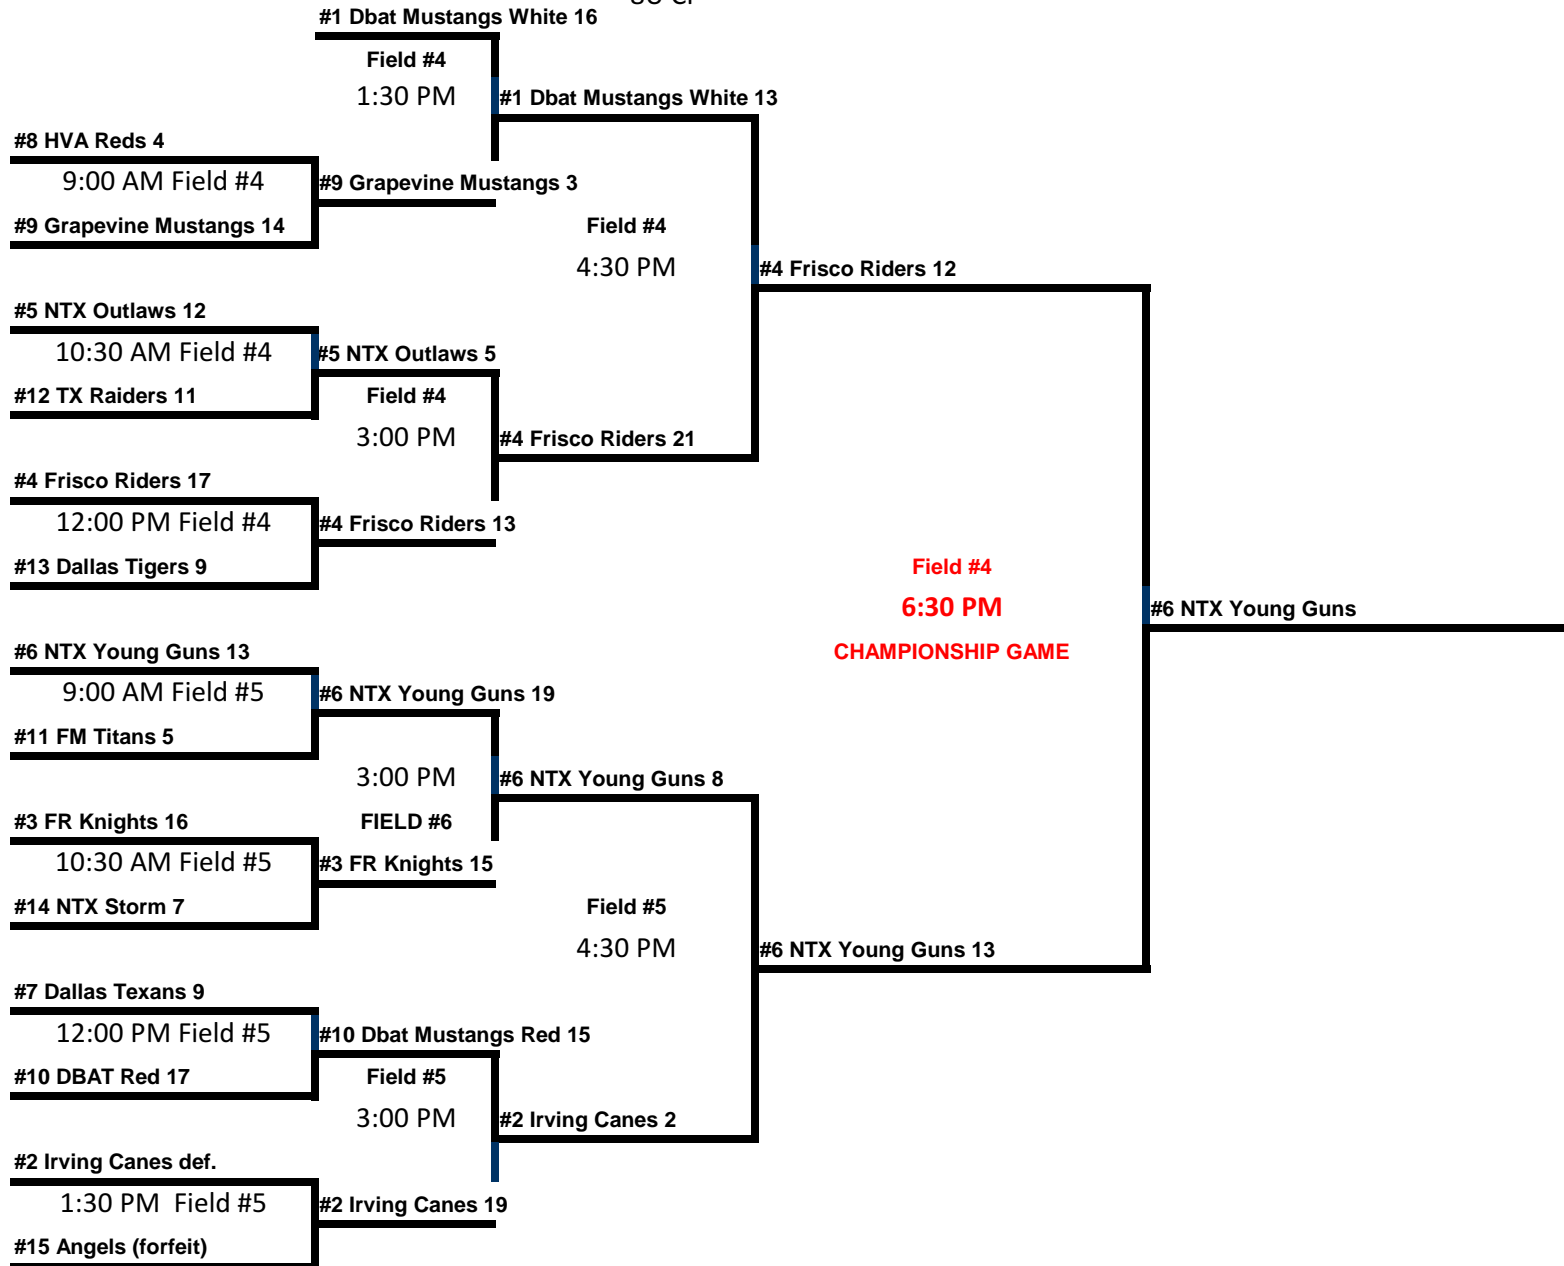 #1 Dbat Mustangs White 16
Field #4
1:30 PM
#1 Dbat Mustangs White 13
#8 HVA Reds 4
9:00 AM Field #4
#9 Grapevine Mustangs 3
#9 Grapevine Mustangs 14
Field #4
4:30 PM
#4 Frisco Riders 12
#5 NTX Outlaws 12
10:30 AM Field #4
#5 NTX Outlaws 5
#12 TX Raiders 11
Field #4
3:00 PM
#4 Frisco Riders 21
#4 Frisco Riders 17
12:00 PM Field #4
#4 Frisco Riders 13
#13 Dallas Tigers 9
Field #4
6:30 PM
#6 NTX Young Guns
CHAMPIONSHIP GAME
#6 NTX Young Guns 13
9:00 AM Field #5
#6 NTX Young Guns 19
#11 FM Titans 5
3:00 PM
#6 NTX Young Guns 8
#3 FR Knights 16
FIELD #6
10:30 AM Field #5
#3 FR Knights 15
#14 NTX Storm 7
Field #5
4:30 PM
#6 NTX Young Guns 13
#7 Dallas Texans 9
12:00 PM Field #5
#10 Dbat Mustangs Red 15
#10 DBAT Red 17
Field #5
3:00 PM
#2 Irving Canes 2
#2 Irving Canes def.
1:30 PM Field #5
#2 Irving Canes 19
#15 Angels (forfeit)